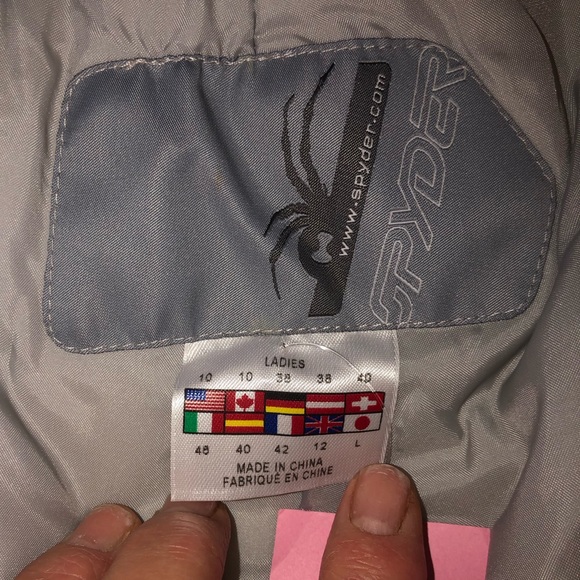 www.spyder.com
SPYDER
LADIES
10 10 38 38 40
46 40 42 12 L
MADE IN CHINA
FABRIQUÉ EN CHINE